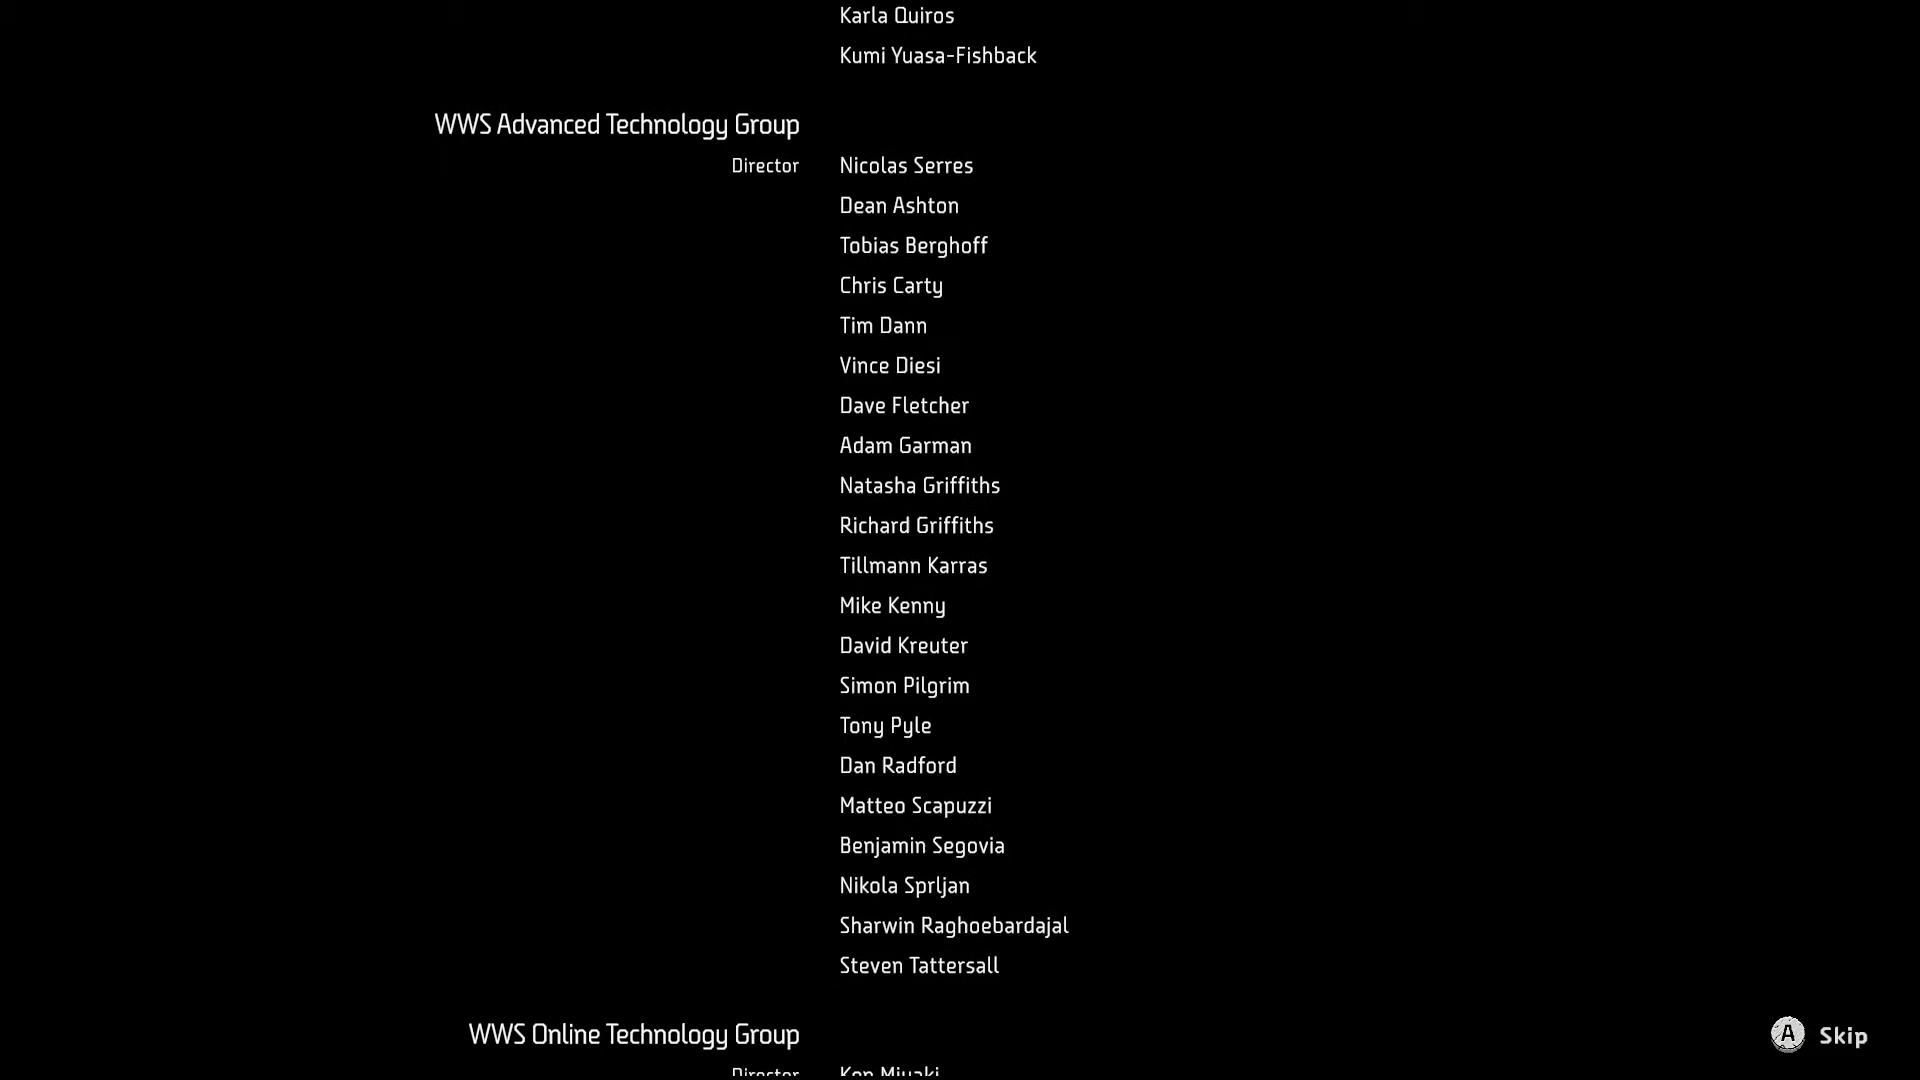 Karla Quiros
Kumi Yuasa-Fishback
WWS Advanced Technology Group
Director Nicolas Serres
Dean Ashton
Tobias Berghoff
Chris Carty
Tim Dann
Vince Diesi
Dave Fletcher
Adam Garman
Natasha Griffiths
Richard Griffiths
Tillmann Karras
Mike Kenny
David Kreuter
Simon Pilgrim
Tony Pyle
Dan Radford
Matteo Scapuzzi
Benjamin Segovia
Nikola Sprljan
Sharwin Raghoebardajal
Steven Tattersall
WWS Online Technology Group
Director Ken Miyaki
A Skip